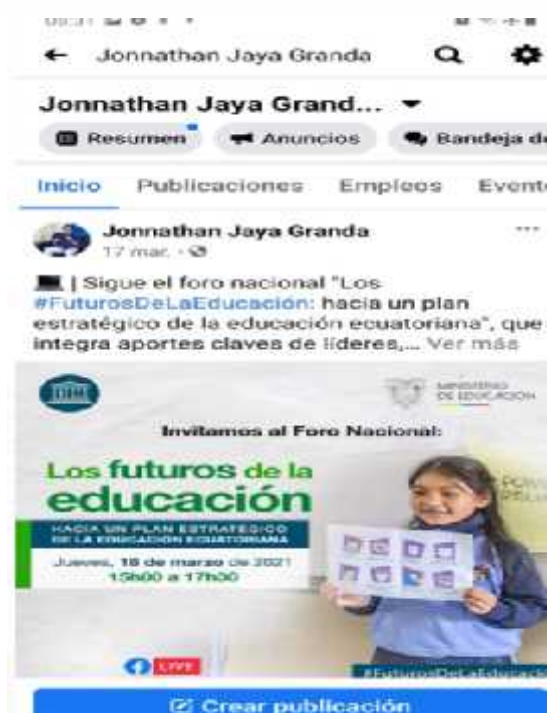 Jonnathan Jaya Granda
Jonnathan Jaya Grand...
Resumen Anuncios Bandeja de
Inicio Publicaciones Empleos Event
Jonnathan Jaya Granda
17 mar. ·
| Sigue el foro nacional "Los
#FuturosDeLaEducación: hacia un plan
estratégico de la educación ecuatoriana", que
integra aportes claves de líderes,... Ver más
MINISTERIO
DE EDUCACIÓN
Invitamos al Foro Nacional:
Los futuros de la
educación
HACIA UN PLAN ESTRATÉGICO
DE LA EDUCACIÓN ECUATORIANA
Jueves, 18 de marzo de 2021
15h00 a 17h00
LIVE
#FuturosDeLaEducació
Crear publicación